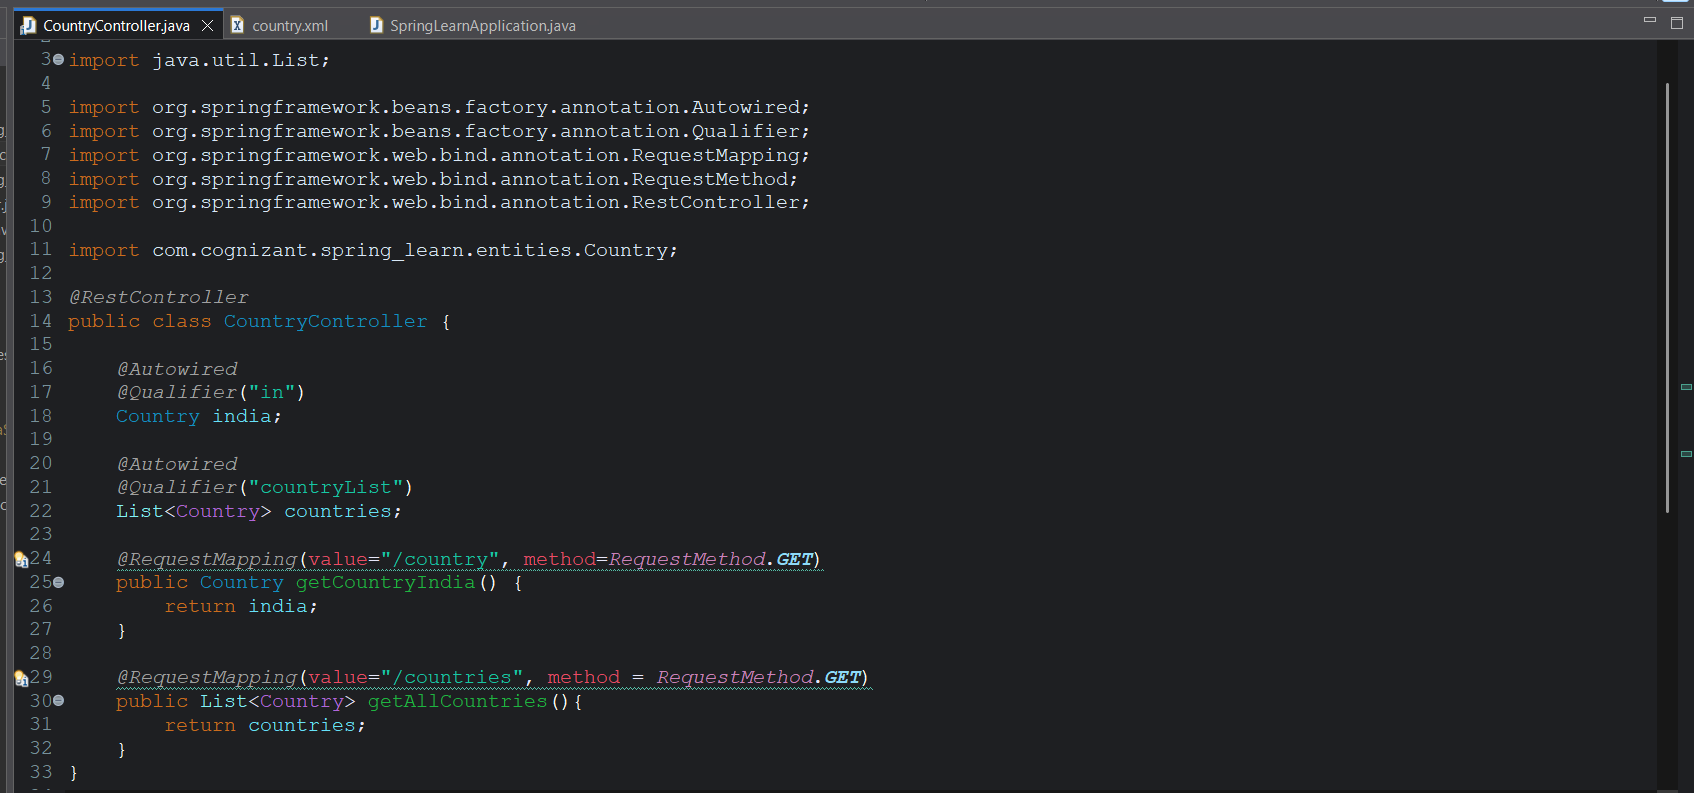 CountryController.java
country.xml
SpringLearnApplication.java
3 import java.util.List;
4
5 import org.springframework.beans.factory.annotation.Autowired;
6 import org.springframework.beans.factory.annotation.Qualifier;
7 import org.springframework.web.bind.annotation.RequestMapping;
8 import org.springframework.web.bind.annotation.RequestMethod;
9 import org.springframework.web.bind.annotation.RestController;
10
11 import com.cognizant.spring_learn.entities.Country;
12
13 @RestController
14 public class CountryController {
15
16 @Autowired
17 @Qualifier("in")
18 Country india;
19
20 @Autowired
21 @Qualifier("countryList")
22 List<Country> countries;
23
24 @RequestMapping(value="/country", method=RequestMethod.GET)
25 public Country getCountryIndia() {
26 return india;
27 }
28
29 @RequestMapping(value="/countries", method = RequestMethod.GET)
30 public List<Country> getAllCountries(){
31 return countries;
32 }
33 }